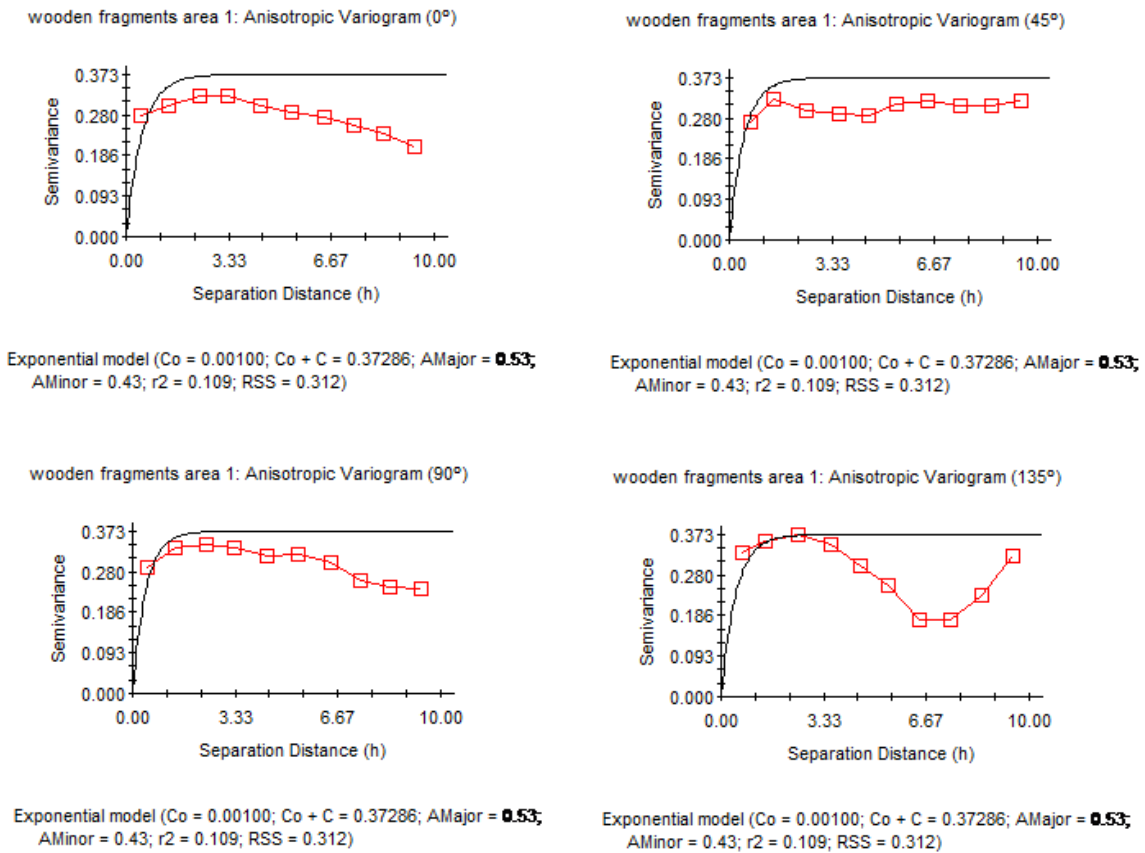 wooden fragments area 1: Anisotropic Variogram (0º)
0.373
0.280
0.186
0.093
0.000
Semivariance
0.00 3.33 6.67 10.00
Separation Distance (h)
Exponential model (Co = 0.00100; Co + C = 0.37286; AMajor = 0.53;
AMinor = 0.43; r2 = 0.109; RSS = 0.312)
wooden fragments area 1: Anisotropic Variogram (45º)
0.373
0.280
0.186
0.093
0.000
Semivariance
0.00 3.33 6.67 10.00
Separation Distance (h)
Exponential model (Co = 0.00100; Co + C = 0.37286; AMajor = 0.53;
AMinor = 0.43; r2 = 0.109; RSS = 0.312)
wooden fragments area 1: Anisotropic Variogram (90º)
0.373
0.280
0.186
0.093
0.000
Semivariance
0.00 3.33 6.67 10.00
Separation Distance (h)
Exponential model (Co = 0.00100; Co + C = 0.37286; AMajor = 0.53;
AMinor = 0.43; r2 = 0.109; RSS = 0.312)
wooden fragments area 1: Anisotropic Variogram (135º)
0.373
0.280
0.186
0.093
0.000
Semivariance
0.00 3.33 6.67 10.00
Separation Distance (h)
Exponential model (Co = 0.00100; Co + C = 0.37286; AMajor = 0.53;
AMinor = 0.43; r2 = 0.109; RSS = 0.312)